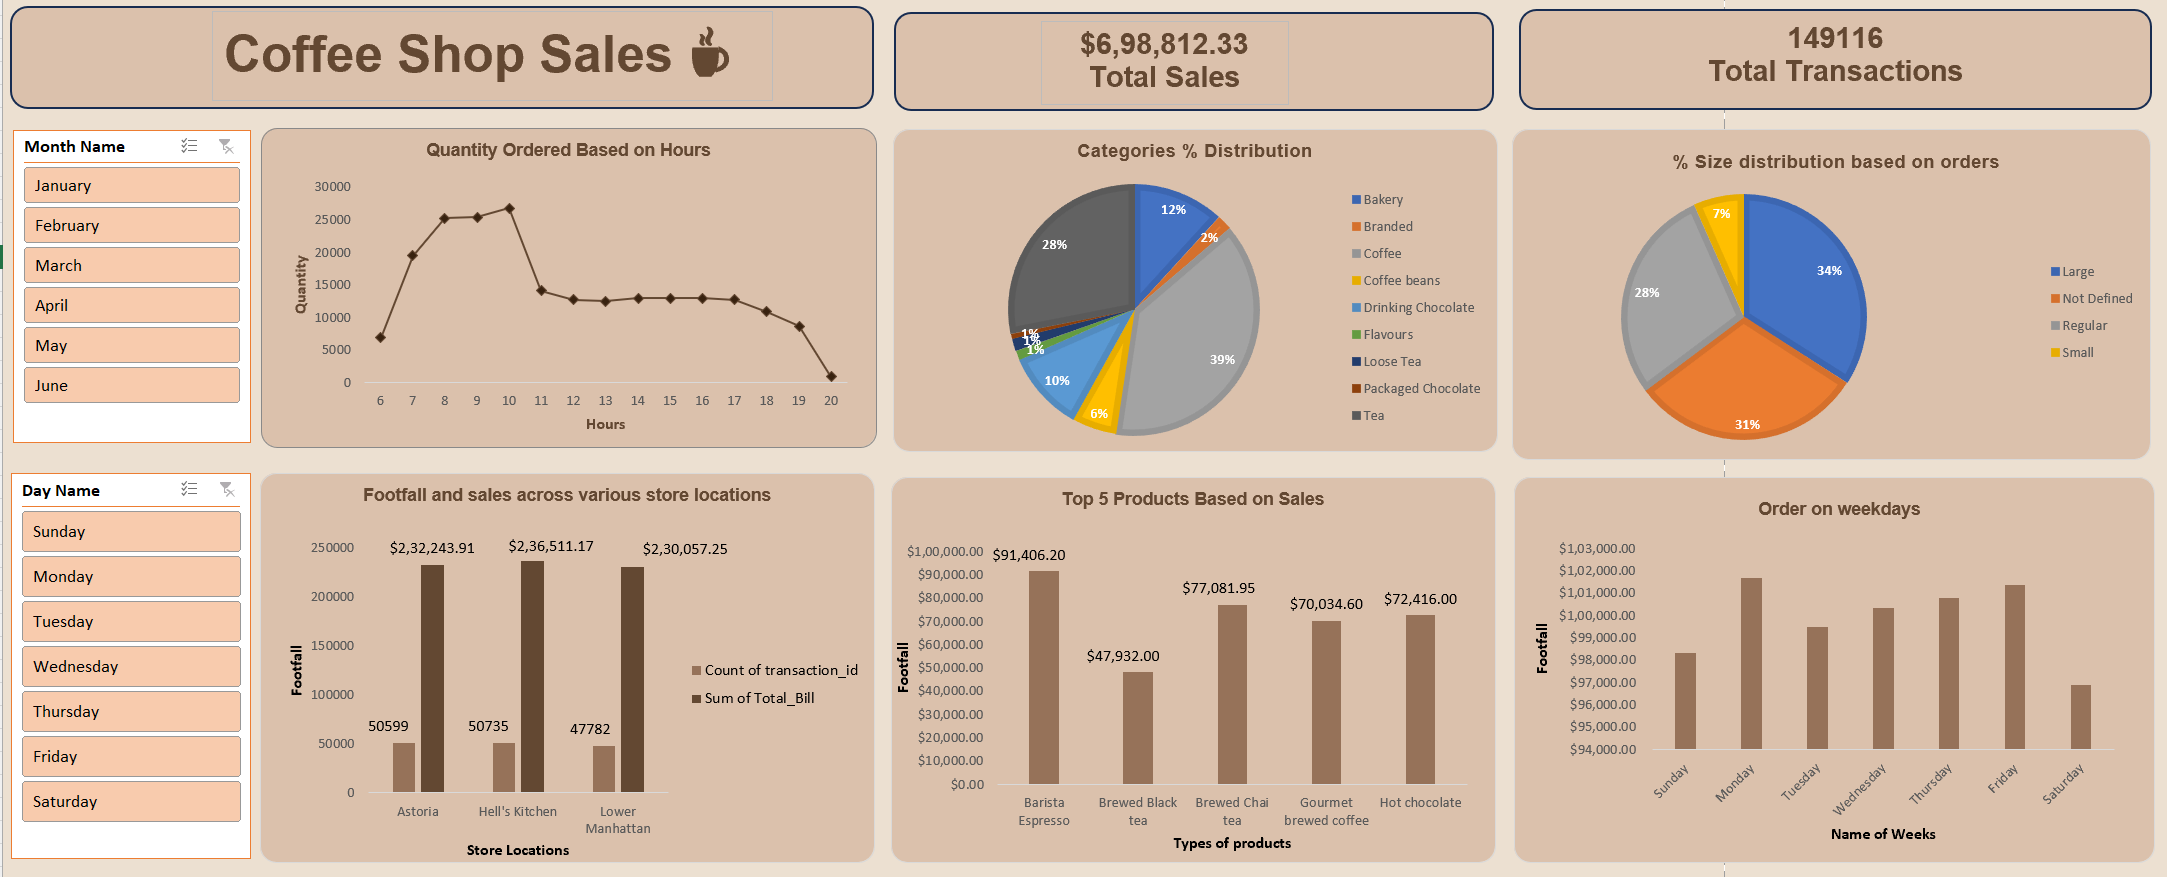 Coffee Shop Sales
$6,98,812.33
Total Sales
149116
Total Transactions
Month Name
January
February
March
April
May
June
Quantity Ordered Based on Hours
Quantity
30000
25000
20000
15000
10000
5000
0
6 7 8 9 10 11 12 13 14 15 16 17 18 19 20
Hours
Categories % Distribution
12%
2%
39%
6%
10%
1%
1%
1%
28%
Bakery
Branded
Coffee
Coffee beans
Drinking Chocolate
Flavours
Loose Tea
Packaged Chocolate
Tea
% Size distribution based on orders
34%
31%
28%
7%
Large
Not Defined
Regular
Small
Day Name
Sunday
Monday
Tuesday
Wednesday
Thursday
Friday
Saturday
Footfall and sales across various store locations
Footfall
250000
200000
150000
100000
50000
0
$2,32,243.91
$2,36,511.17
$2,30,057.25
50599
50735
47782
Astoria
Hell's Kitchen
Lower
Manhattan
Store Locations
Count of transaction_id
Sum of Total_Bill
Top 5 Products Based on Sales
Footfall
$1,00,000.00
$90,000.00
$80,000.00
$70,000.00
$60,000.00
$50,000.00
$40,000.00
$30,000.00
$20,000.00
$10,000.00
$0.00
$91,406.20
$47,932.00
$77,081.95
$70,034.60
$72,416.00
Barista
Espresso
Brewed Black
tea
Brewed Chai
tea
Gourmet
brewed coffee
Hot chocolate
Types of products
Order on weekdays
Footfall
$1,03,000.00
$1,02,000.00
$1,01,000.00
$1,00,000.00
$99,000.00
$98,000.00
$97,000.00
$96,000.00
$95,000.00
$94,000.00
Sunday
Monday
Tuesday
Wednesday
Thursday
Friday
Saturday
Name of Weeks